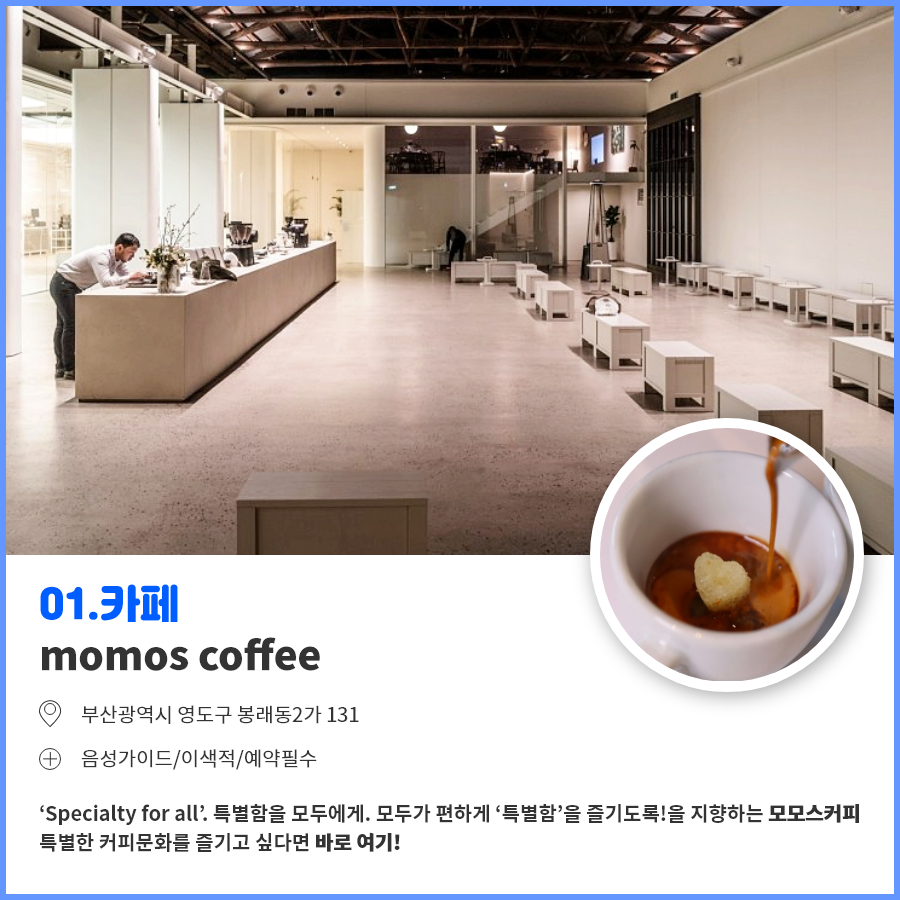 01.카페
momos coffee
부산광역시 영도구 봉래동2가 131
음성가이드/이색적/예약필수
‘Specialty for all’. 특별함을 모두에게. 모두가 편하게 ‘특별함’을 즐기도록!을 지향하는 모모스커피
특별한 커피문화를 즐기고 싶다면 바로 여기!